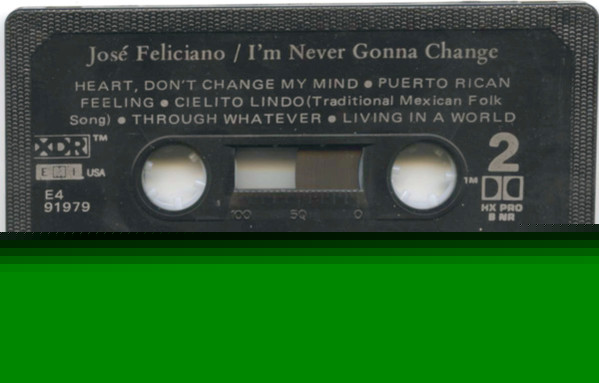 José Feliciano / I'm Never Gonna Change
HEART, DON'T CHANGE MY MIND ● PUERTO RICAN
FEELING ● CIELITO LINDO(Traditional Mexican Folk
Song) ● THROUGH WHATEVER ● LIVING IN A WORLD
XDR™
2
EMI USA
E4
91979
™
HX PRO
B NR
100 50 0